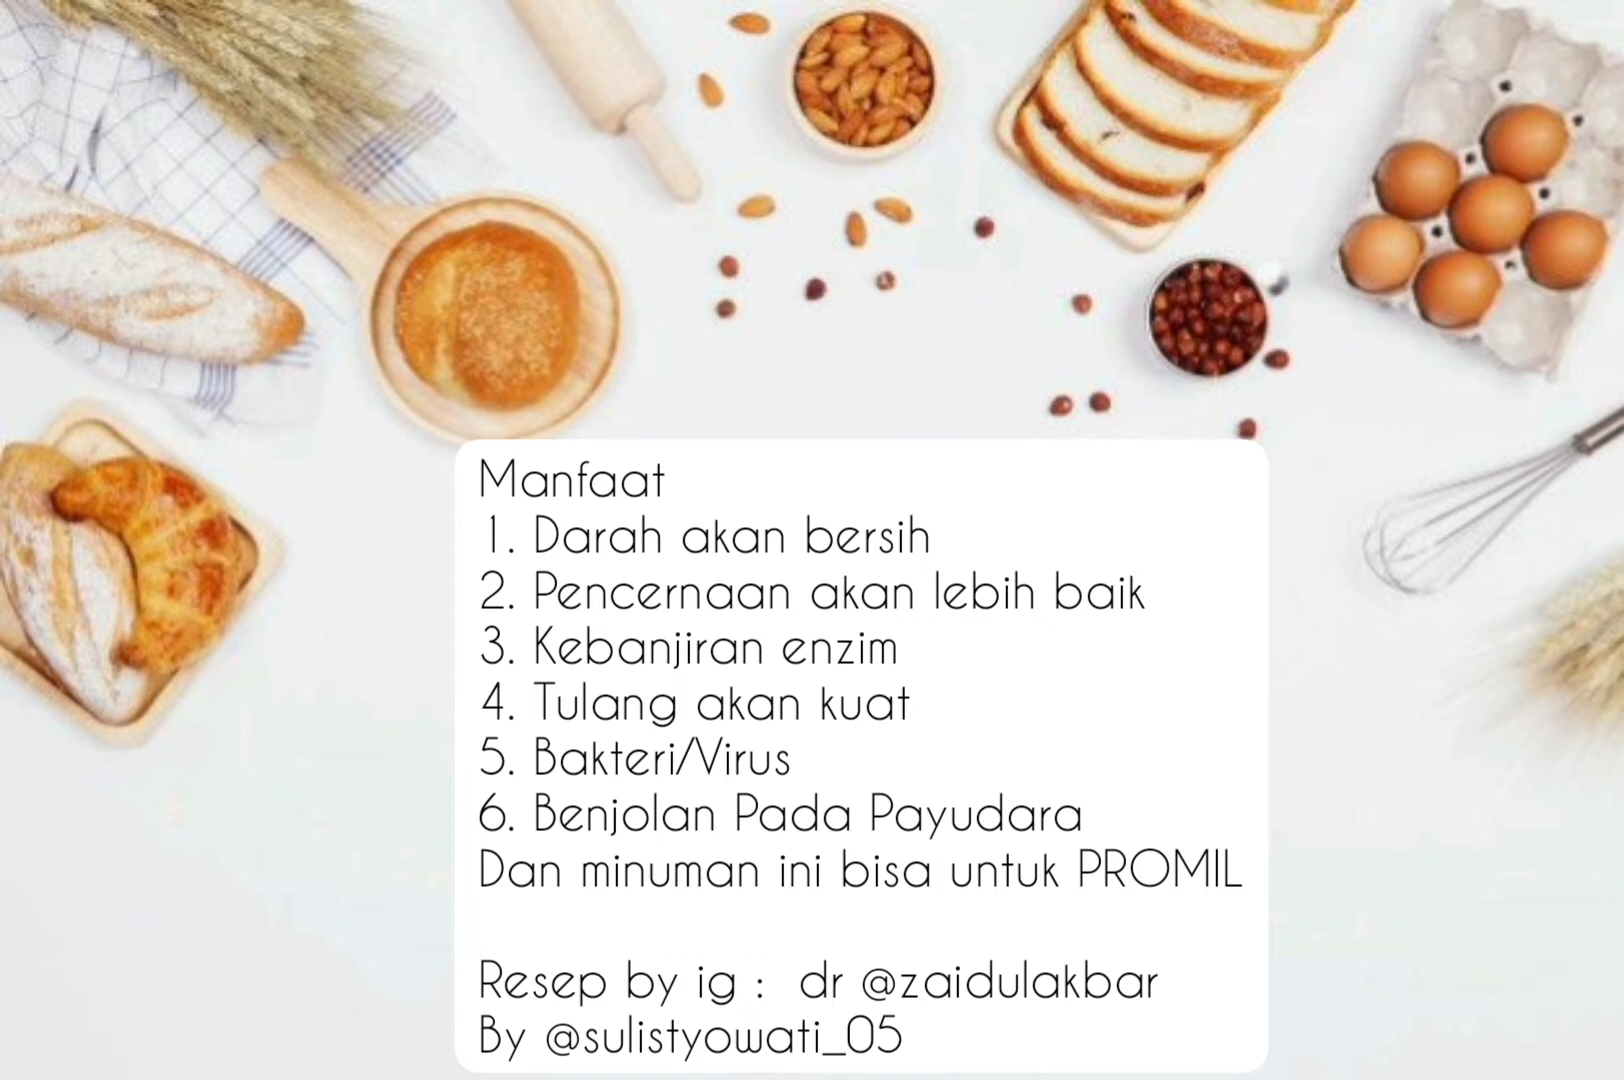 Manfaat
1. Darah akan bersih
2. Pencernaan akan lebih baik
3. Kebanjiran enzim
4. Tulang akan kuat
5. Bakteri/Virus
6. Benjolan Pada Payudara
Dan minuman ini bisa untuk PROMIL
Resep by ig : dr @zaidulakbar
By @sulistyowati_05